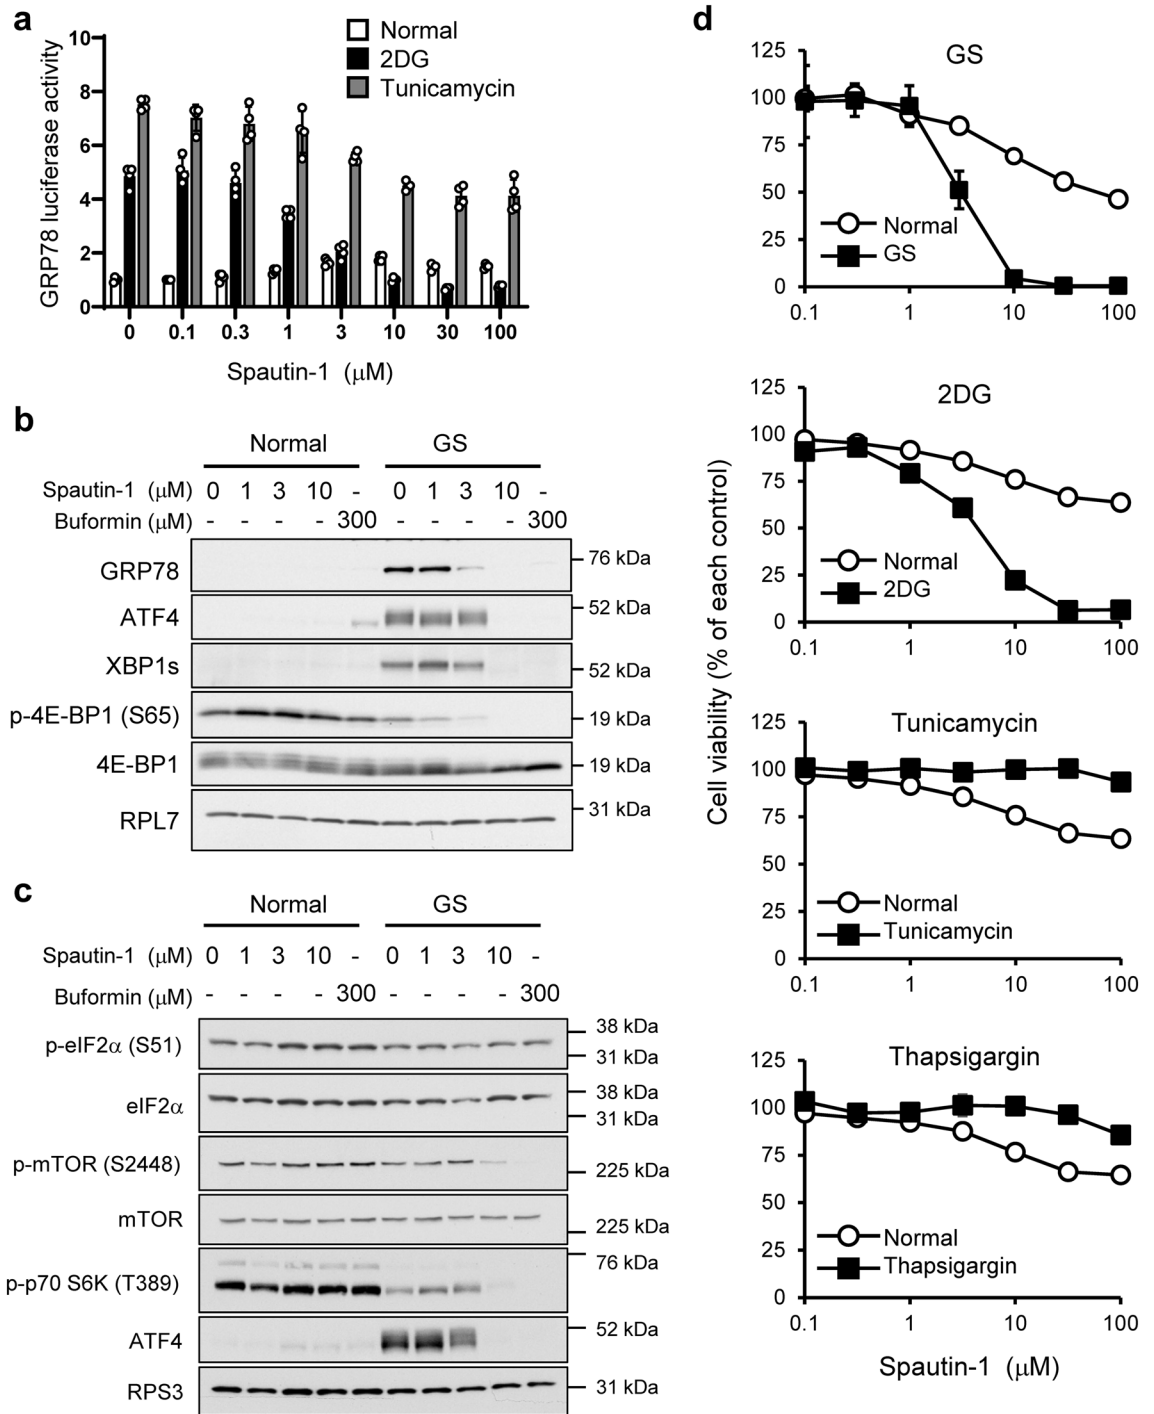 a
GRP78 luciferase activity
10
8
6
4
2
0
Normal
2DG
Tunicamycin
0 0.1 0.3 1 3 10 30 100
Spautin-1 (μM)
b
Normal GS
Spautin-1 (μM) 0 1 3 10 - 0 1 3 10 -
Buformin (μM) - - - - 300 - - - - 300
GRP78 76 kDa
ATF4 52 kDa
XBP1s 52 kDa
p-4E-BP1 (S65) 19 kDa
4E-BP1 19 kDa
RPL7 31 kDa
c
Normal GS
Spautin-1 (μM) 0 1 3 10 - 0 1 3 10 -
Buformin (μM) - - - - 300 - - - - 300
p-eIF2α (S51) 38 kDa
31 kDa
eIF2α 38 kDa
31 kDa
p-mTOR (S2448) 225 kDa
mTOR 225 kDa
p-p70 S6K (T389) 76 kDa
ATF4 52 kDa
RPS3 31 kDa
d
Cell viability (% of each control)
GS
125
100
75
50
25
0
Normal
GS
0.1 1 10 100
2DG
125
100
75
50
25
0
Normal
2DG
0.1 1 10 100
Tunicamycin
125
100
75
50
25
0
Normal
Tunicamycin
0.1 1 10 100
Thapsigargin
125
100
75
50
25
0
Normal
Thapsigargin
0.1 1 10 100
Spautin-1 (μM)